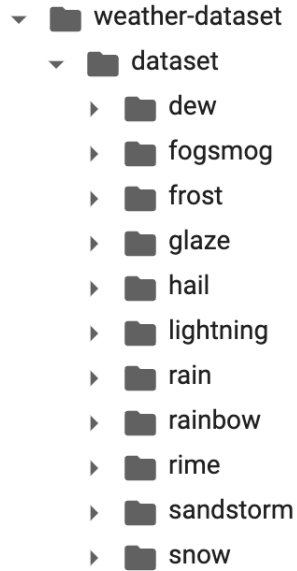 weather-dataset
dataset
dew
fogsmog
frost
glaze
hail
lightning
rain
rainbow
rime
sandstorm
snow